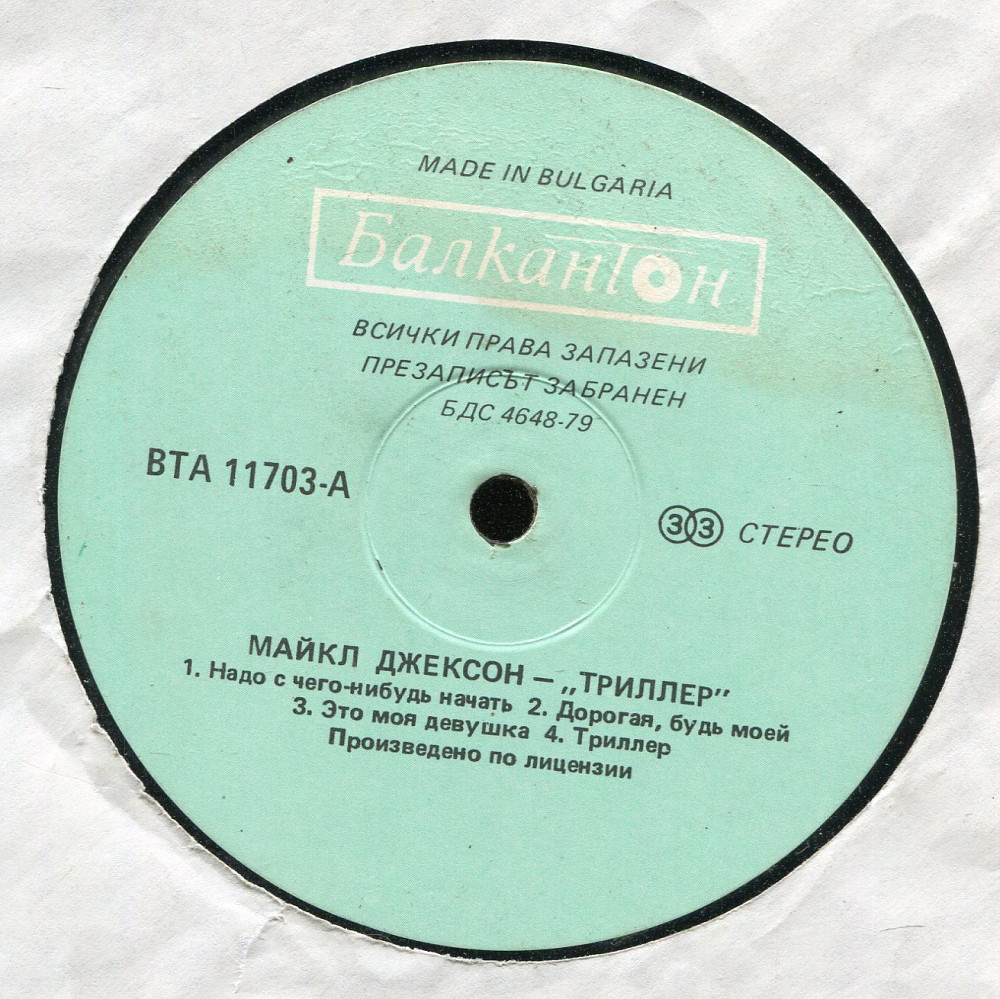 MADE IN BULGARIA
Балкантон
ВСИЧКИ ПРАВА ЗАПАЗЕНИ
ПРЕЗАПИСЪТ ЗАБРАНЕН
БДС 4648-79
ВТА 11703-А
33 СТЕРЕО
МАЙКЛ ДЖЕКСОН – „ТРИЛЛЕР"
1. Надо с чего-нибудь начать 2. Дорогая, будь моей
3. Это моя девушка 4. Триллер
Произведено по лицензии